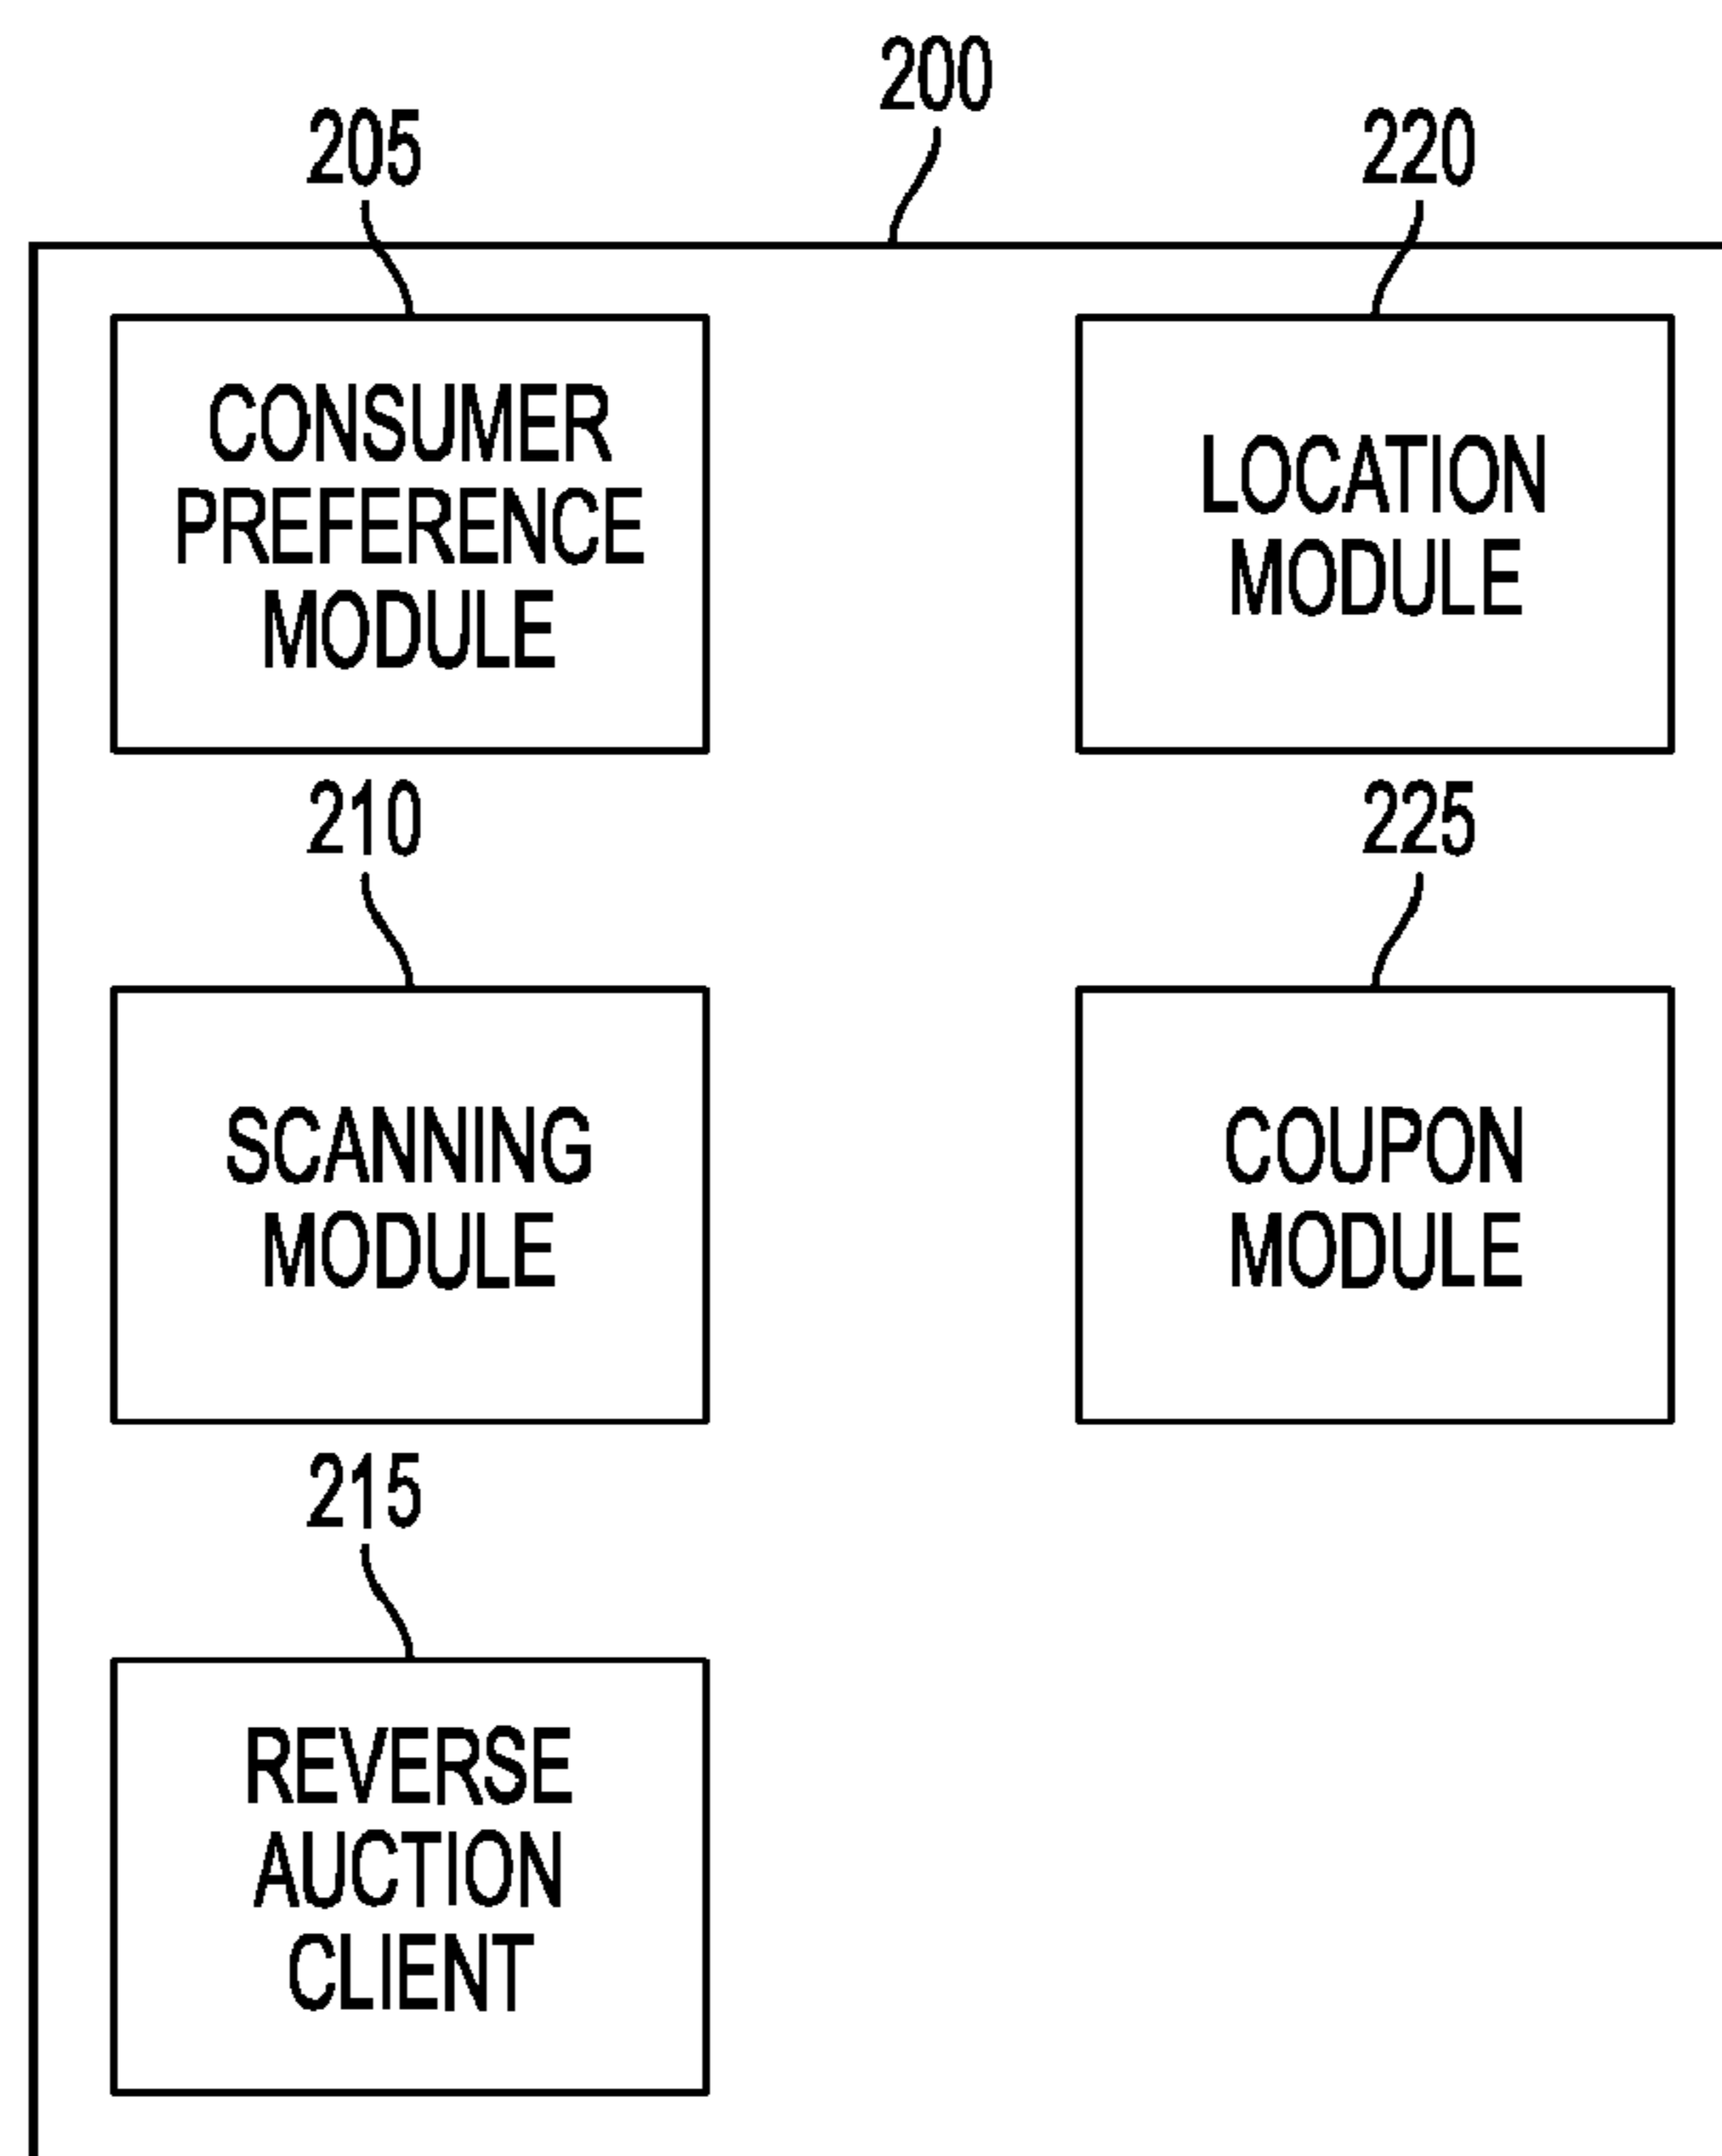 200
205
CONSUMER
PREFERENCE
MODULE
220
LOCATION
MODULE
210
SCANNING
MODULE
225
COUPON
MODULE
215
REVERSE
AUCTION
CLIENT